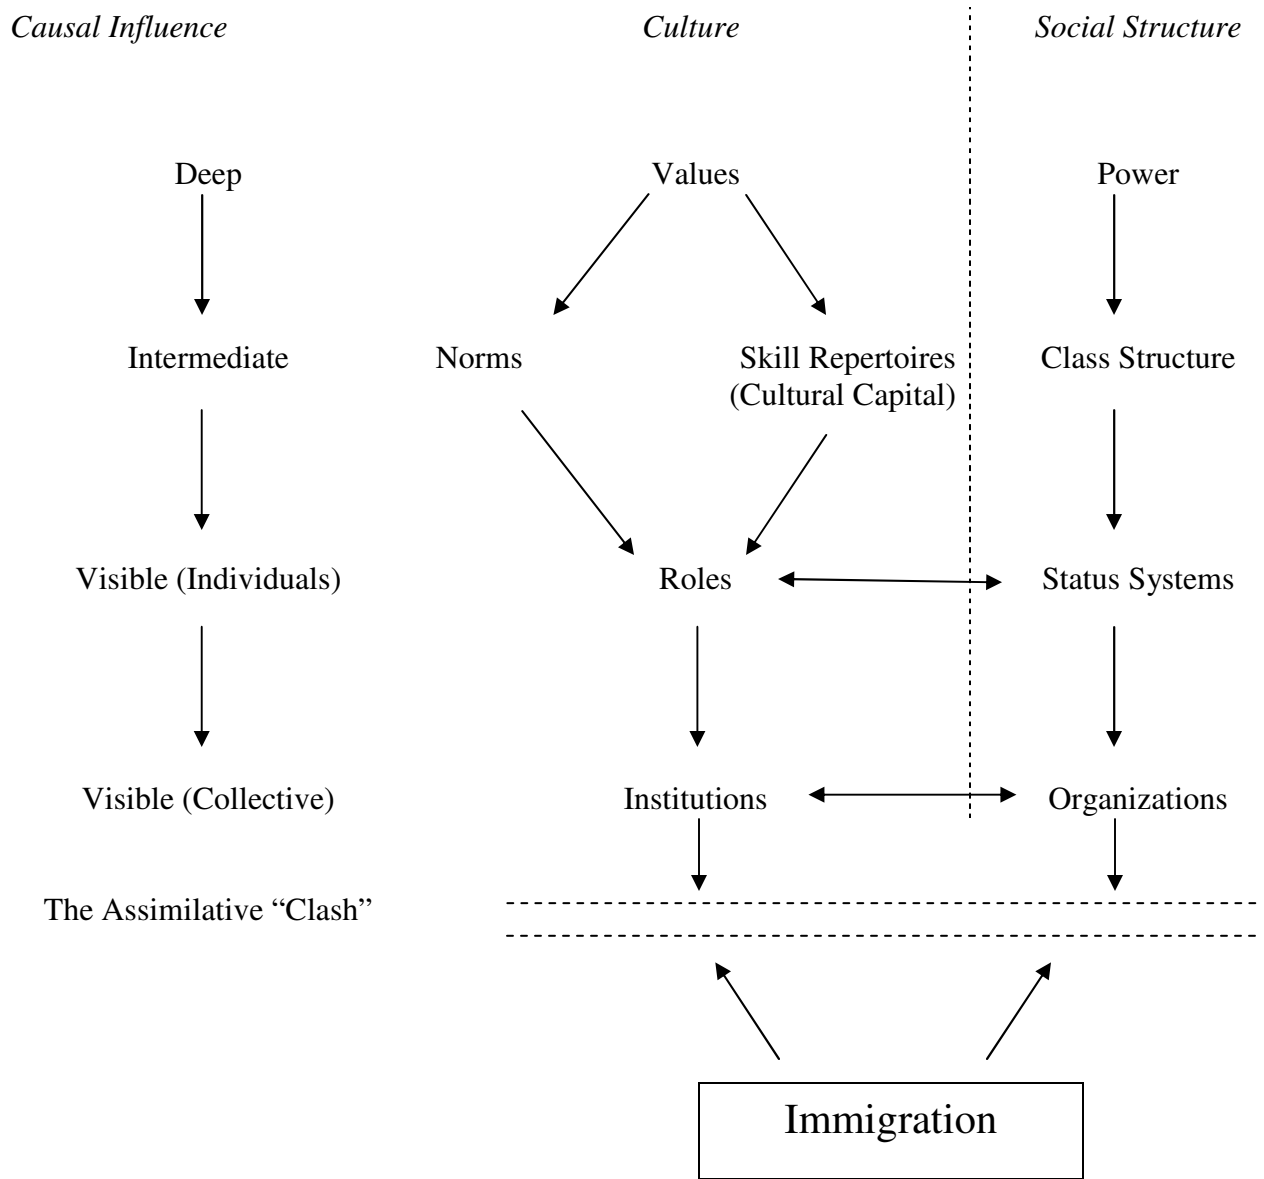 Causal Influence Culture Social Structure
Deep Values Power
Intermediate Norms Skill Repertoires Class Structure
(Cultural Capital)
Visible (Individuals) Roles Status Systems
Visible (Collective) Institutions Organizations
The Assimilative “Clash”
Immigration